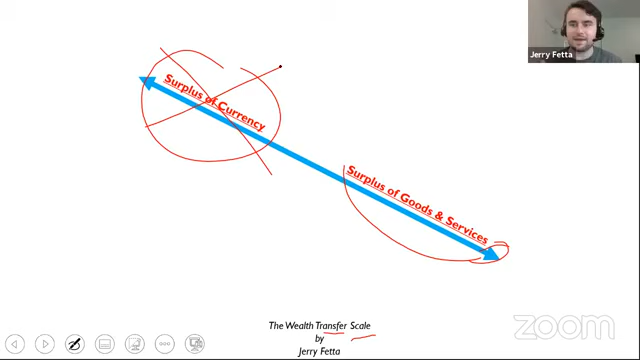 Jerry Fetta
Surplus of Currency
Surplus of Goods & Services
The Wealth Transfer Scale
by
Jerry Fetta
zoom